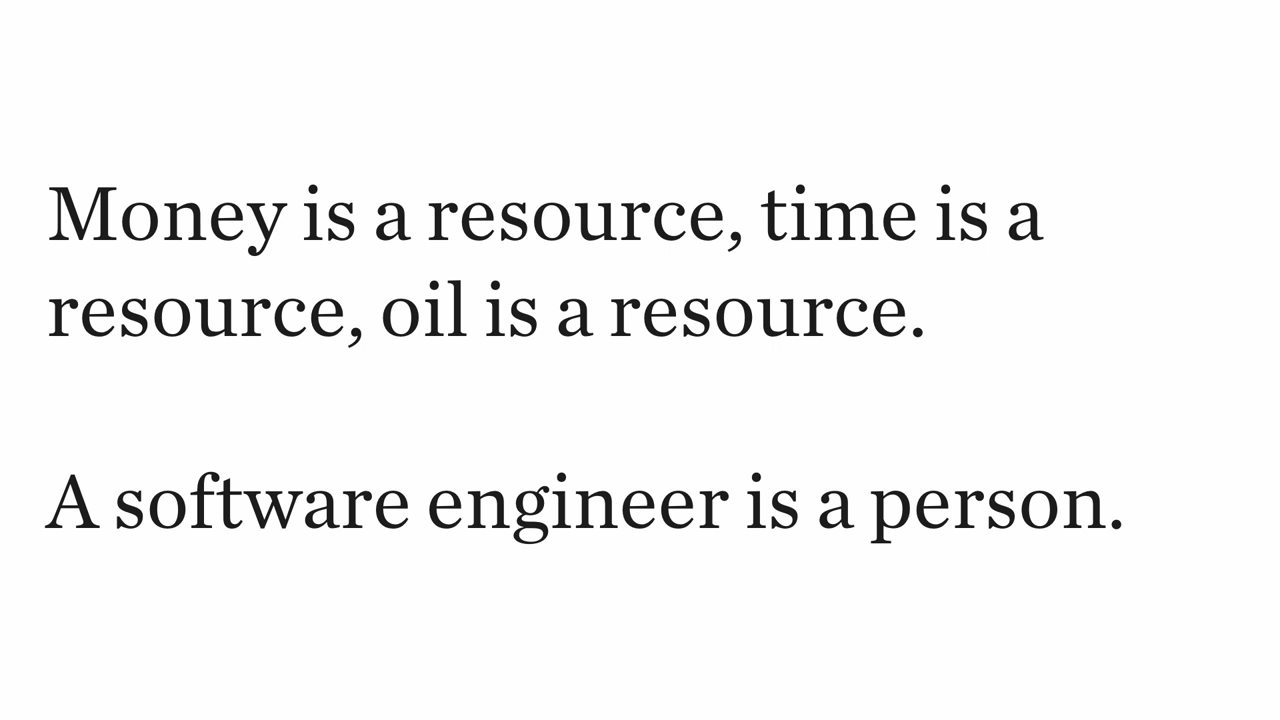 Money is a resource, time is a
resource, oil is a resource.
A software engineer is a person.